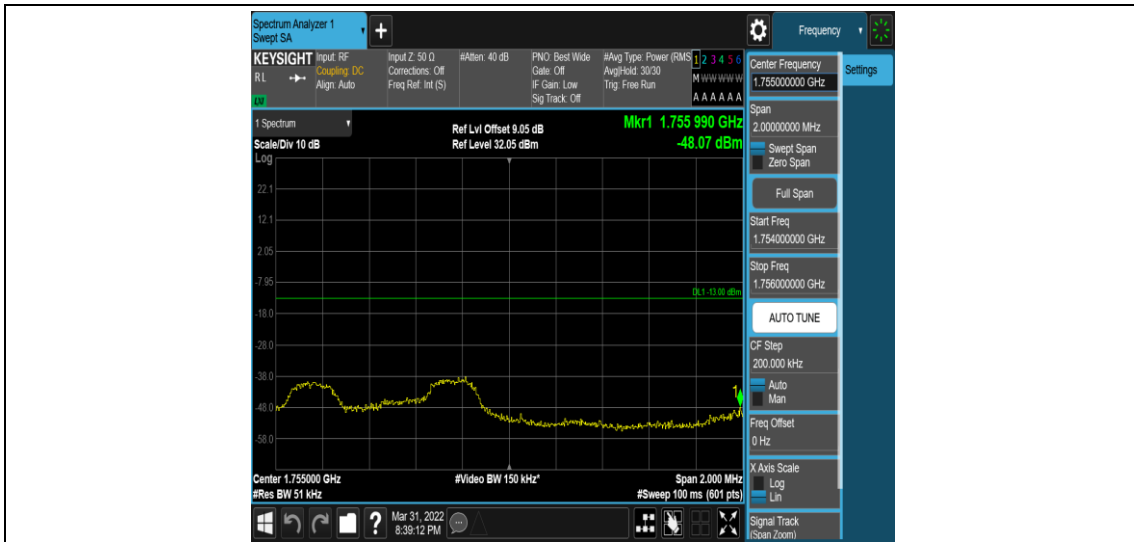 Spectrum Analyzer 1
Swept SA
Frequency
KEYSIGHT
RL
LXI
Input: RF
Coupling: DC
Align: Auto
Input Z: 50 Ω
Corrections: Off
Freq Ref: Int (S)
#Atten: 40 dB
PNO: Best Wide
Gate: Off
IF Gain: Low
Sig Track: Off
#Avg Type: Power (RMS
Avg|Hold: 30/30
Trig: Free Run
1 2 3 4 5 6
M W W W W W
A A A A A A
1 Spectrum
Scale/Div 10 dB
Ref Lvl Offset 9.05 dB
Ref Level 32.05 dBm
Mkr1 1.755 990 GHz
-48.07 dBm
Log
22.1
12.1
2.05
-7.95
DL1 -13.00 dBm
-18.0
-28.0
-38.0
1
-48.0
-58.0
Center 1.755000 GHz
#Video BW 150 kHz*
Span 2.000 MHz
#Res BW 51 kHz
#Sweep 100 ms (601 pts)
Mar 31, 2022
8:39:12 PM
Center Frequency
1.755000000 GHz
Settings
Span
2.00000000 MHz
Swept Span
Zero Span
Full Span
Start Freq
1.754000000 GHz
Stop Freq
1.756000000 GHz
AUTO TUNE
CF Step
200.000 kHz
Auto
Man
Freq Offset
0 Hz
X Axis Scale
Log
Lin
Signal Track
(Span Zoom)